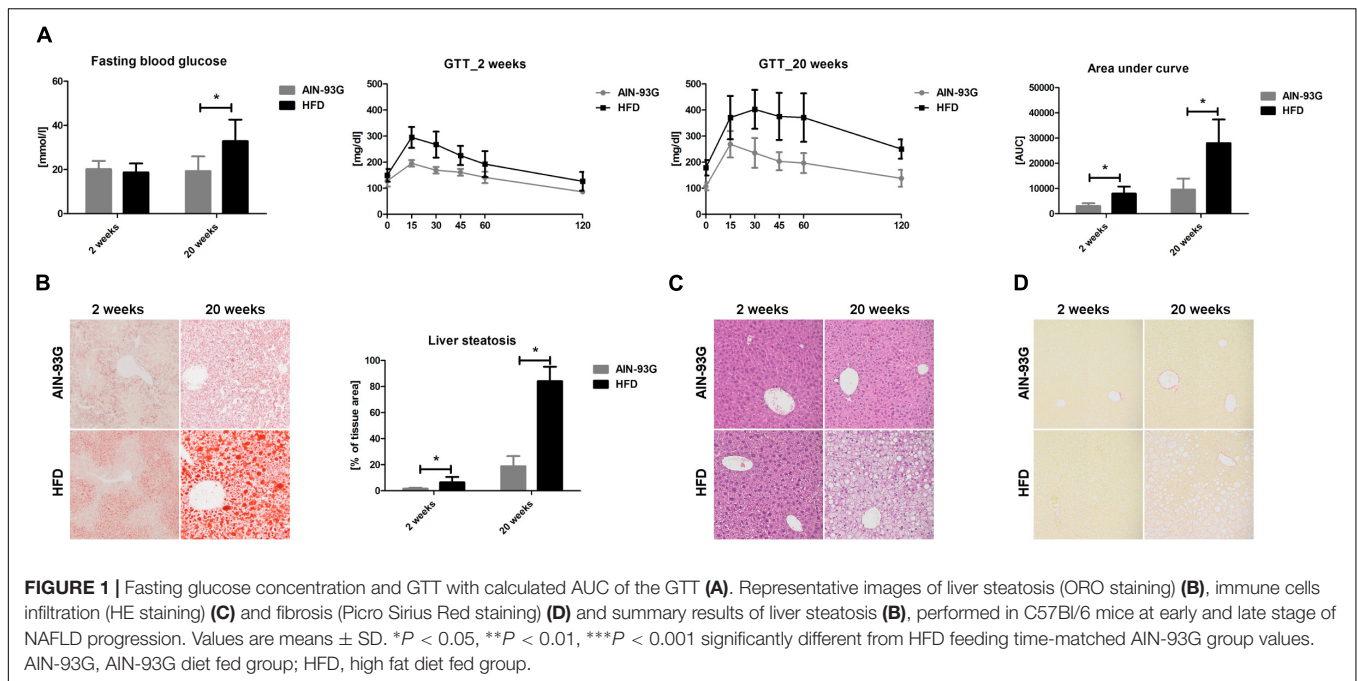 A
Fasting blood glucose
60
40
20
0
[mmol/l]
*
AIN-93G
HFD
2 weeks
20 weeks
GTT_2 weeks
500
400
300
200
100
0
[mg/dl]
0 15 30 45 60 120
AIN-93G
HFD
GTT_20 weeks
500
400
300
200
100
0
[mg/dl]
0 15 30 45 60 120
AIN-93G
HFD
Area under curve
50000
40000
30000
20000
10000
0
[AUC]
*
*
AIN-93G
HFD
2 weeks
20 weeks
B
2 weeks 20 weeks
AIN-93G
HFD
Liver steatosis
100
80
60
40
20
0
[% of tissue area]
*
*
AIN-93G
HFD
2 weeks
20 weeks
C
2 weeks 20 weeks
AIN-93G
HFD
D
2 weeks 20 weeks
AIN-93G
HFD
FIGURE 1 | Fasting glucose concentration and GTT with calculated AUC of the GTT (A). Representative images of liver steatosis (ORO staining) (B), immune cells
infiltration (HE staining) (C) and fibrosis (Picro Sirius Red staining) (D) and summary results of liver steatosis (B), performed in C57Bl/6 mice at early and late stage of
NAFLD progression. Values are means ± SD. *P < 0.05, **P < 0.01, ***P < 0.001 significantly different from HFD feeding time-matched AIN-93G group values.
AIN-93G, AIN-93G diet fed group; HFD, high fat diet fed group.